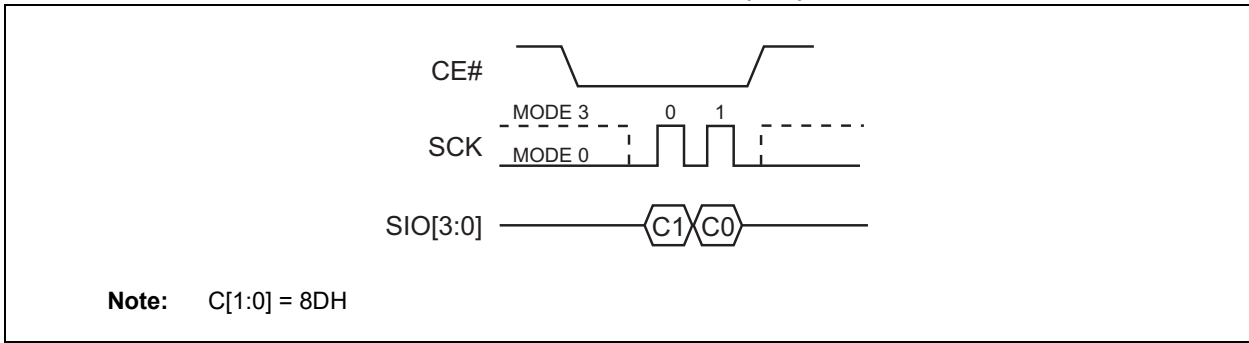 CE#
MODE 3 0 1
SCK
MODE 0
SIO[3:0] C1 C0
Note: C[1:0] = 8DH